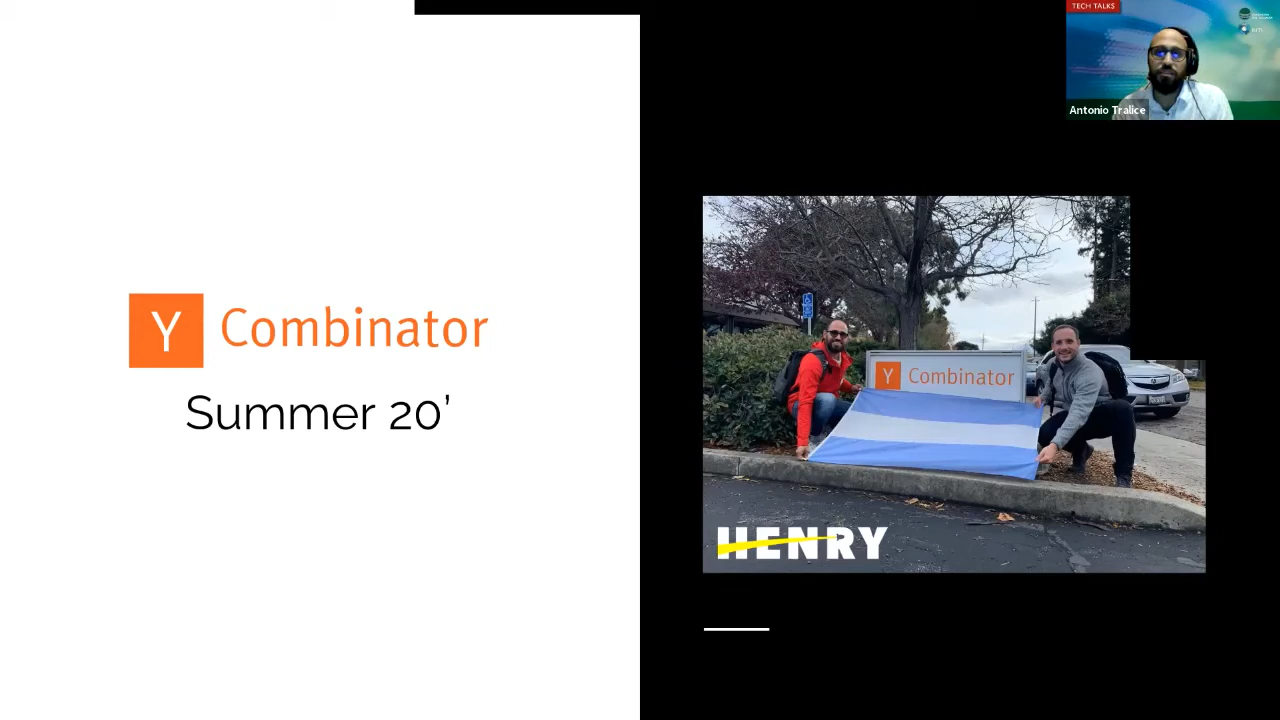 TECH TALKS
Antonio Tralice
Y Combinator
Summer 20’
Y Combinator
HENRY